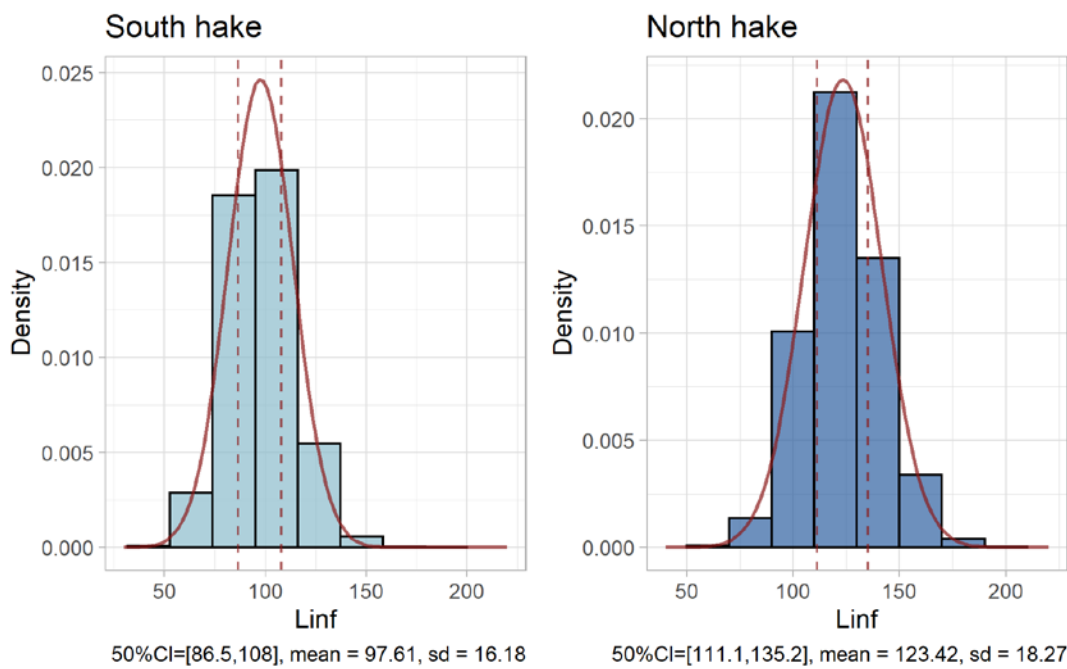 South hake
0.025
0.020
0.015
0.010
0.005
0.000
Density
50 100 150 200
Linf
50%CI=[86.5,108], mean = 97.61, sd = 16.18
North hake
0.020
0.015
0.010
0.005
0.000
Density
50 100 150 200
Linf
50%CI=[111.1,135.2], mean = 123.42, sd = 18.27